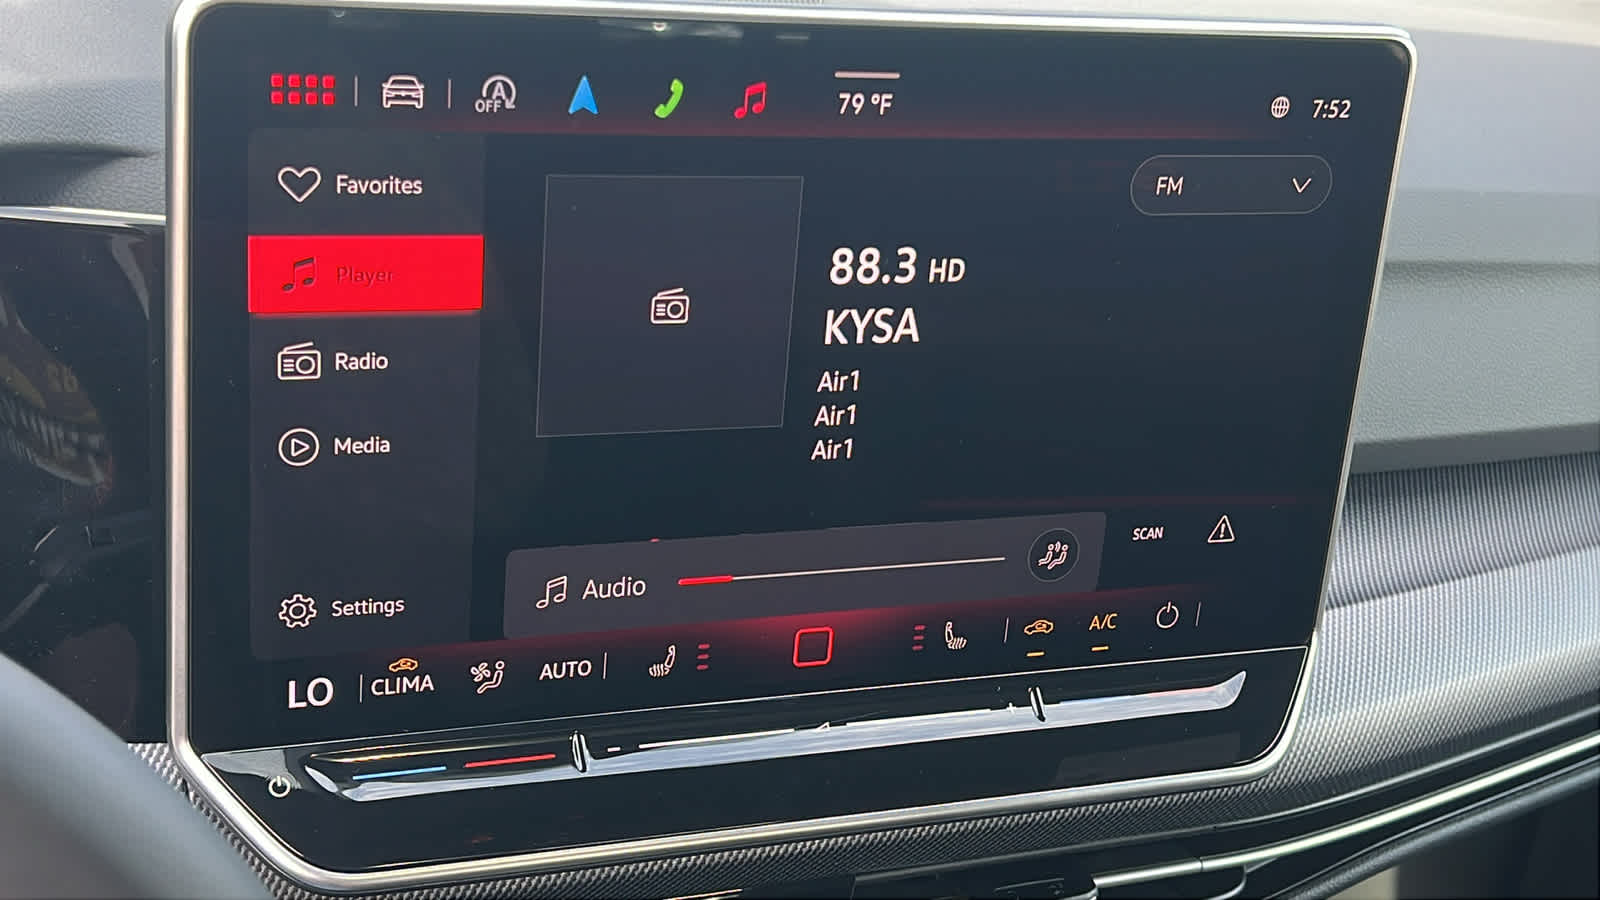 A
OFF
79 °F
7:52
Favorites
FM
Player
88.3 HD
KYSA
Radio
Air1
Air1
Air1
Media
SCAN
Audio
Settings
A/C
LO
CLIMA
AUTO